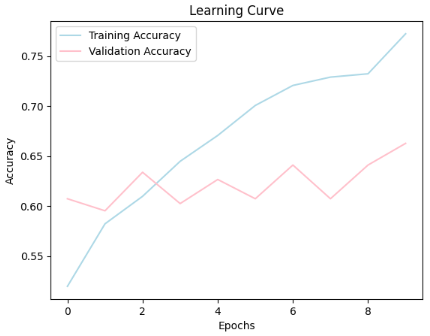 Learning Curve
Training Accuracy
Validation Accuracy
0.75
0.70
0.65
0.60
0.55
Accuracy
0 2 4 6 8
Epochs